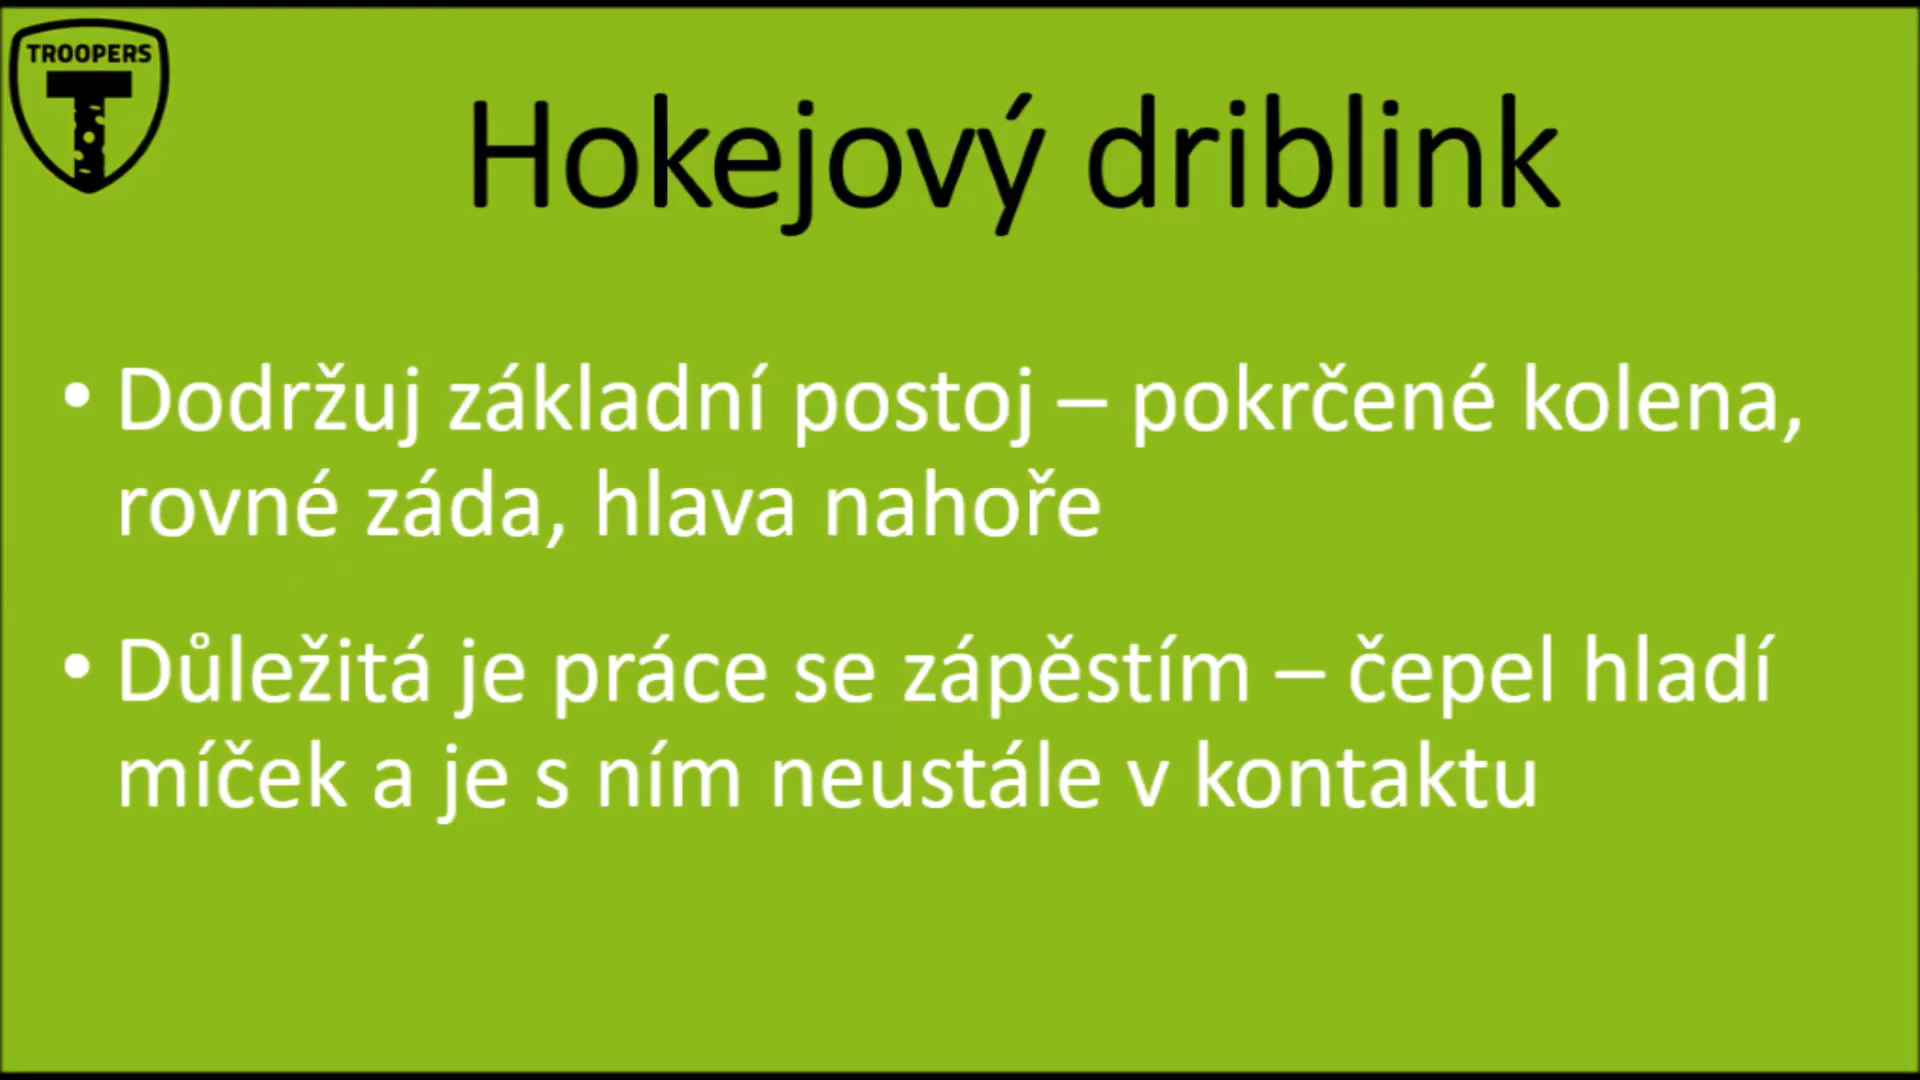 TROOPERS
Hokejový driblink
• Dodržuj základní postoj – pokrčené kolena,
rovné záda, hlava nahoře
• Důležitá je práce se zápěstím – čepel hladí
míček a je s ním neustále v kontaktu